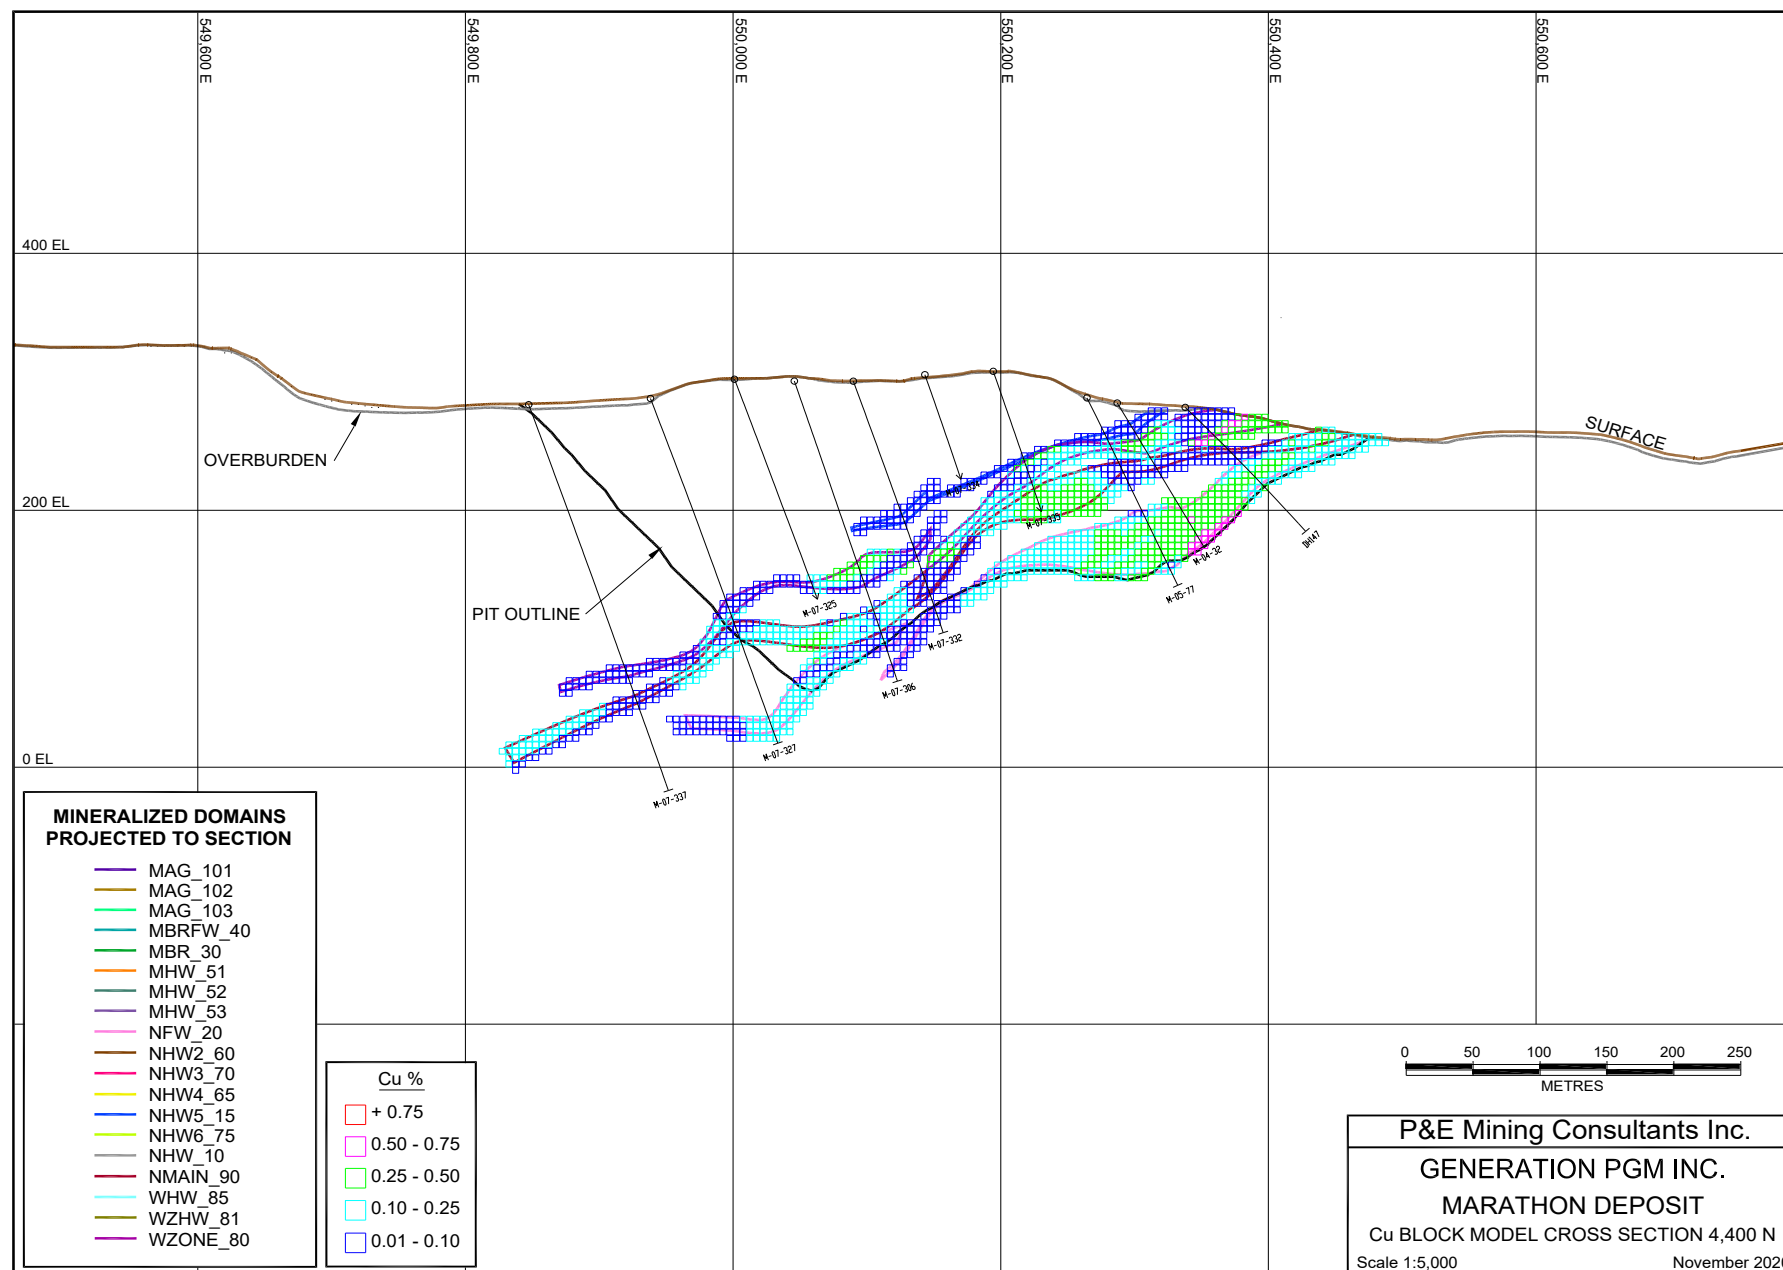 549,600 E
549,800 E
550,000 E
550,200 E
550,400 E
550,600 E
400 EL
SURFACE
OVERBURDEN
200 EL
M-07-334
M-07-339
DH147
M-04-32
M-05-77
M-07-325
PIT OUTLINE
M-07-332
M-07-306
M-07-327
0 EL
M-07-337
MINERALIZED DOMAINS
PROJECTED TO SECTION
MAG_101
MAG_102
MAG_103
MBRFW_40
MBR_30
MHW_51
MHW_52
MHW_53
NFW_20
NHW2_60
NHW3_70
NHW4_65
NHW5_15
NHW6_75
NHW_10
NMAIN_90
WHW_85
WZHW_81
WZONE_80
Cu %
+ 0.75
0.50 - 0.75
0.25 - 0.50
0.10 - 0.25
0.01 - 0.10
0 50 100 150 200 250
METRES
P&E Mining Consultants Inc.
GENERATION PGM INC.
MARATHON DEPOSIT
Cu BLOCK MODEL CROSS SECTION 4,400 N
Scale 1:5,000 November 2020